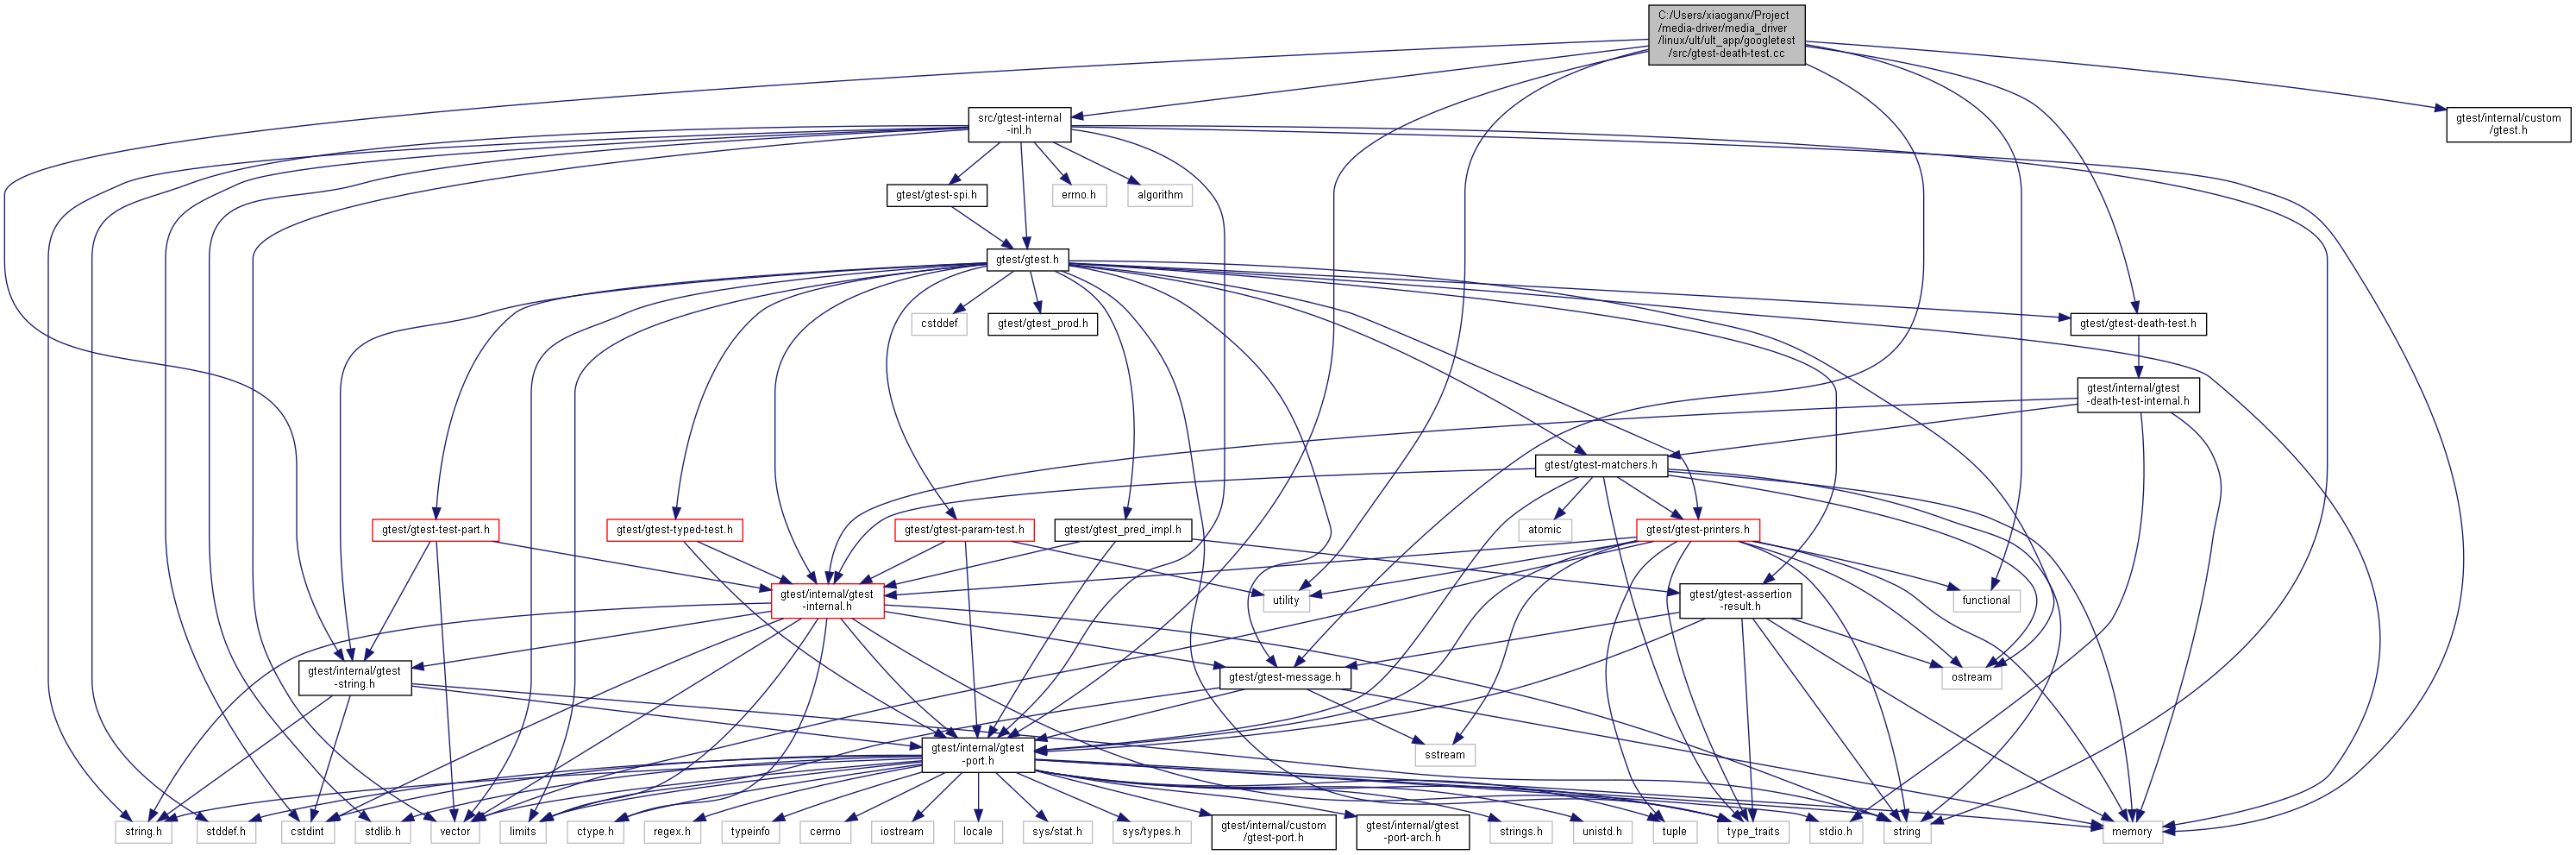 C:/Users/xiaoganx/Project
/media-driver/media_driver
/linux/ult/ult_app/googletest
/src/gtest-death-test.cc
src/gtest-internal
-inl.h
gtest/internal/custom
/gtest.h
gtest/gtest-spi.h
errno.h
algorithm
gtest/gtest.h
cstddef
gtest/gtest_prod.h
gtest/gtest-death-test.h
gtest/internal/gtest
-death-test-internal.h
gtest/gtest-matchers.h
gtest/gtest-test-part.h
gtest/gtest-typed-test.h
gtest/gtest-param-test.h
gtest/gtest_pred_impl.h
atomic
gtest/gtest-printers.h
gtest/internal/gtest
-internal.h
utility
gtest/gtest-assertion
-result.h
functional
gtest/internal/gtest
-string.h
gtest/gtest-message.h
ostream
gtest/internal/gtest
-port.h
sstream
string.h
stddef.h
cstdint
stdlib.h
vector
limits
ctype.h
regex.h
typeinfo
cerrno
iostream
locale
sys/stat.h
sys/types.h
gtest/internal/custom
/gtest-port.h
gtest/internal/gtest
-port-arch.h
strings.h
unistd.h
tuple
type_traits
stdio.h
string
memory